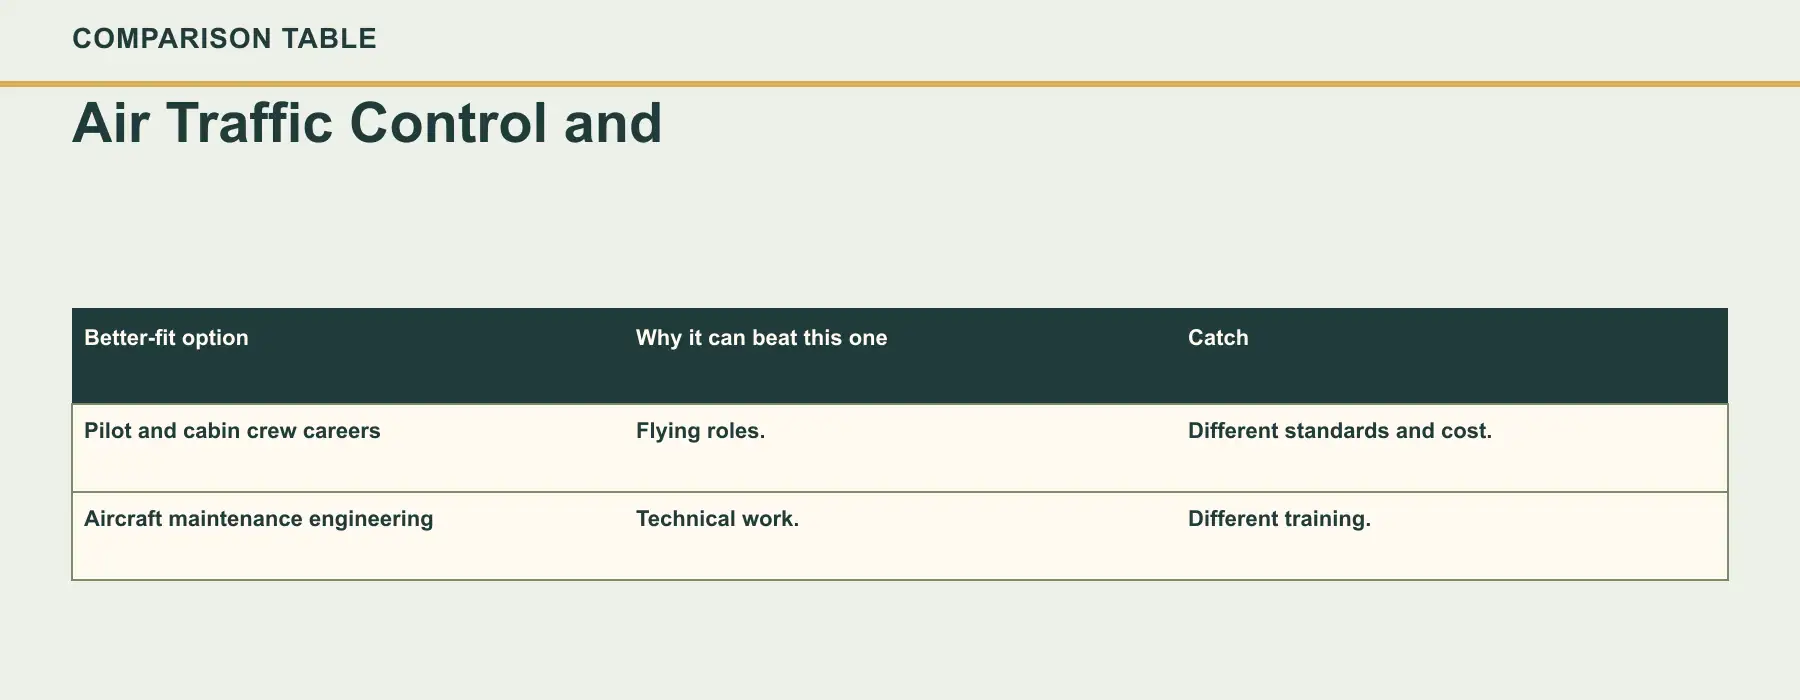 COMPARISON TABLE
Air Traffic Control and
Better-fit option Why it can beat this one Catch
Pilot and cabin crew careers Flying roles. Different standards and cost.
Aircraft maintenance engineering Technical work. Different training.